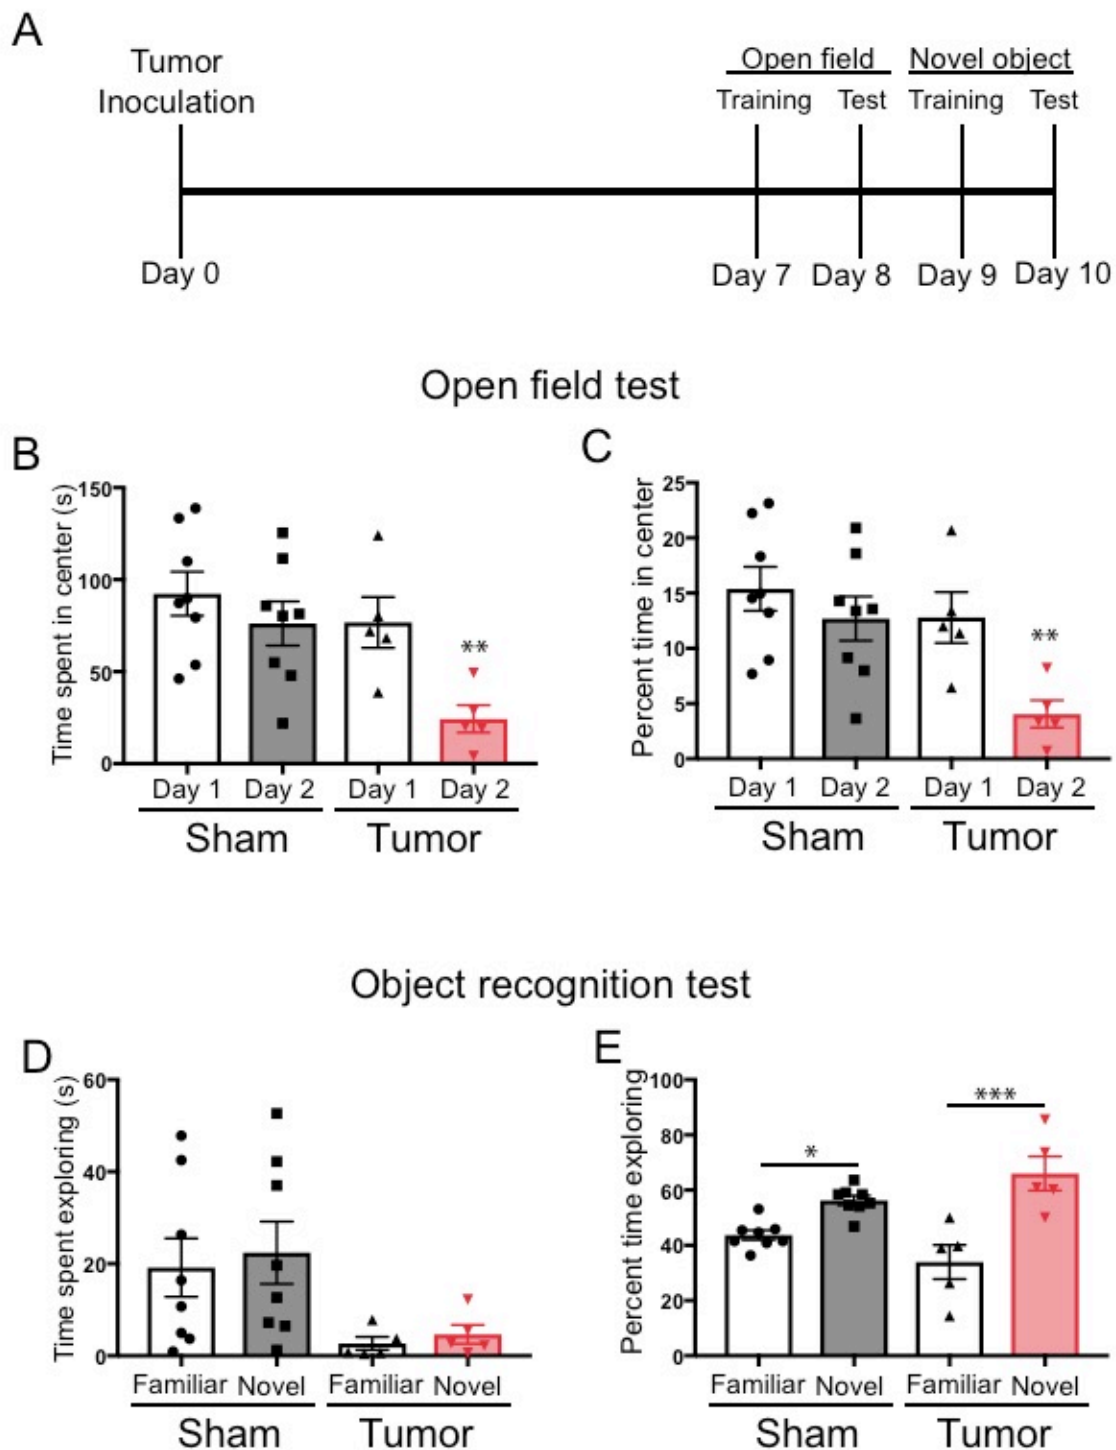 A
Tumor
Inoculation
Open field
Novel object
Training
Test
Training
Test
Day 0
Day 7
Day 8
Day 9
Day 10
Open field test
B
Time spent in center (s)
150
100
50
0
**
Day 1
Day 2
Day 1
Day 2
Sham
Tumor
C
Percent time in center
25
20
15
10
5
0
**
Day 1
Day 2
Day 1
Day 2
Sham
Tumor
Object recognition test
D
Time spent exploring (s)
60
40
20
0
Familiar
Novel
Familiar
Novel
Sham
Tumor
E
Percent time exploring
100
80
60
40
20
0
*
***
Familiar
Novel
Familiar
Novel
Sham
Tumor